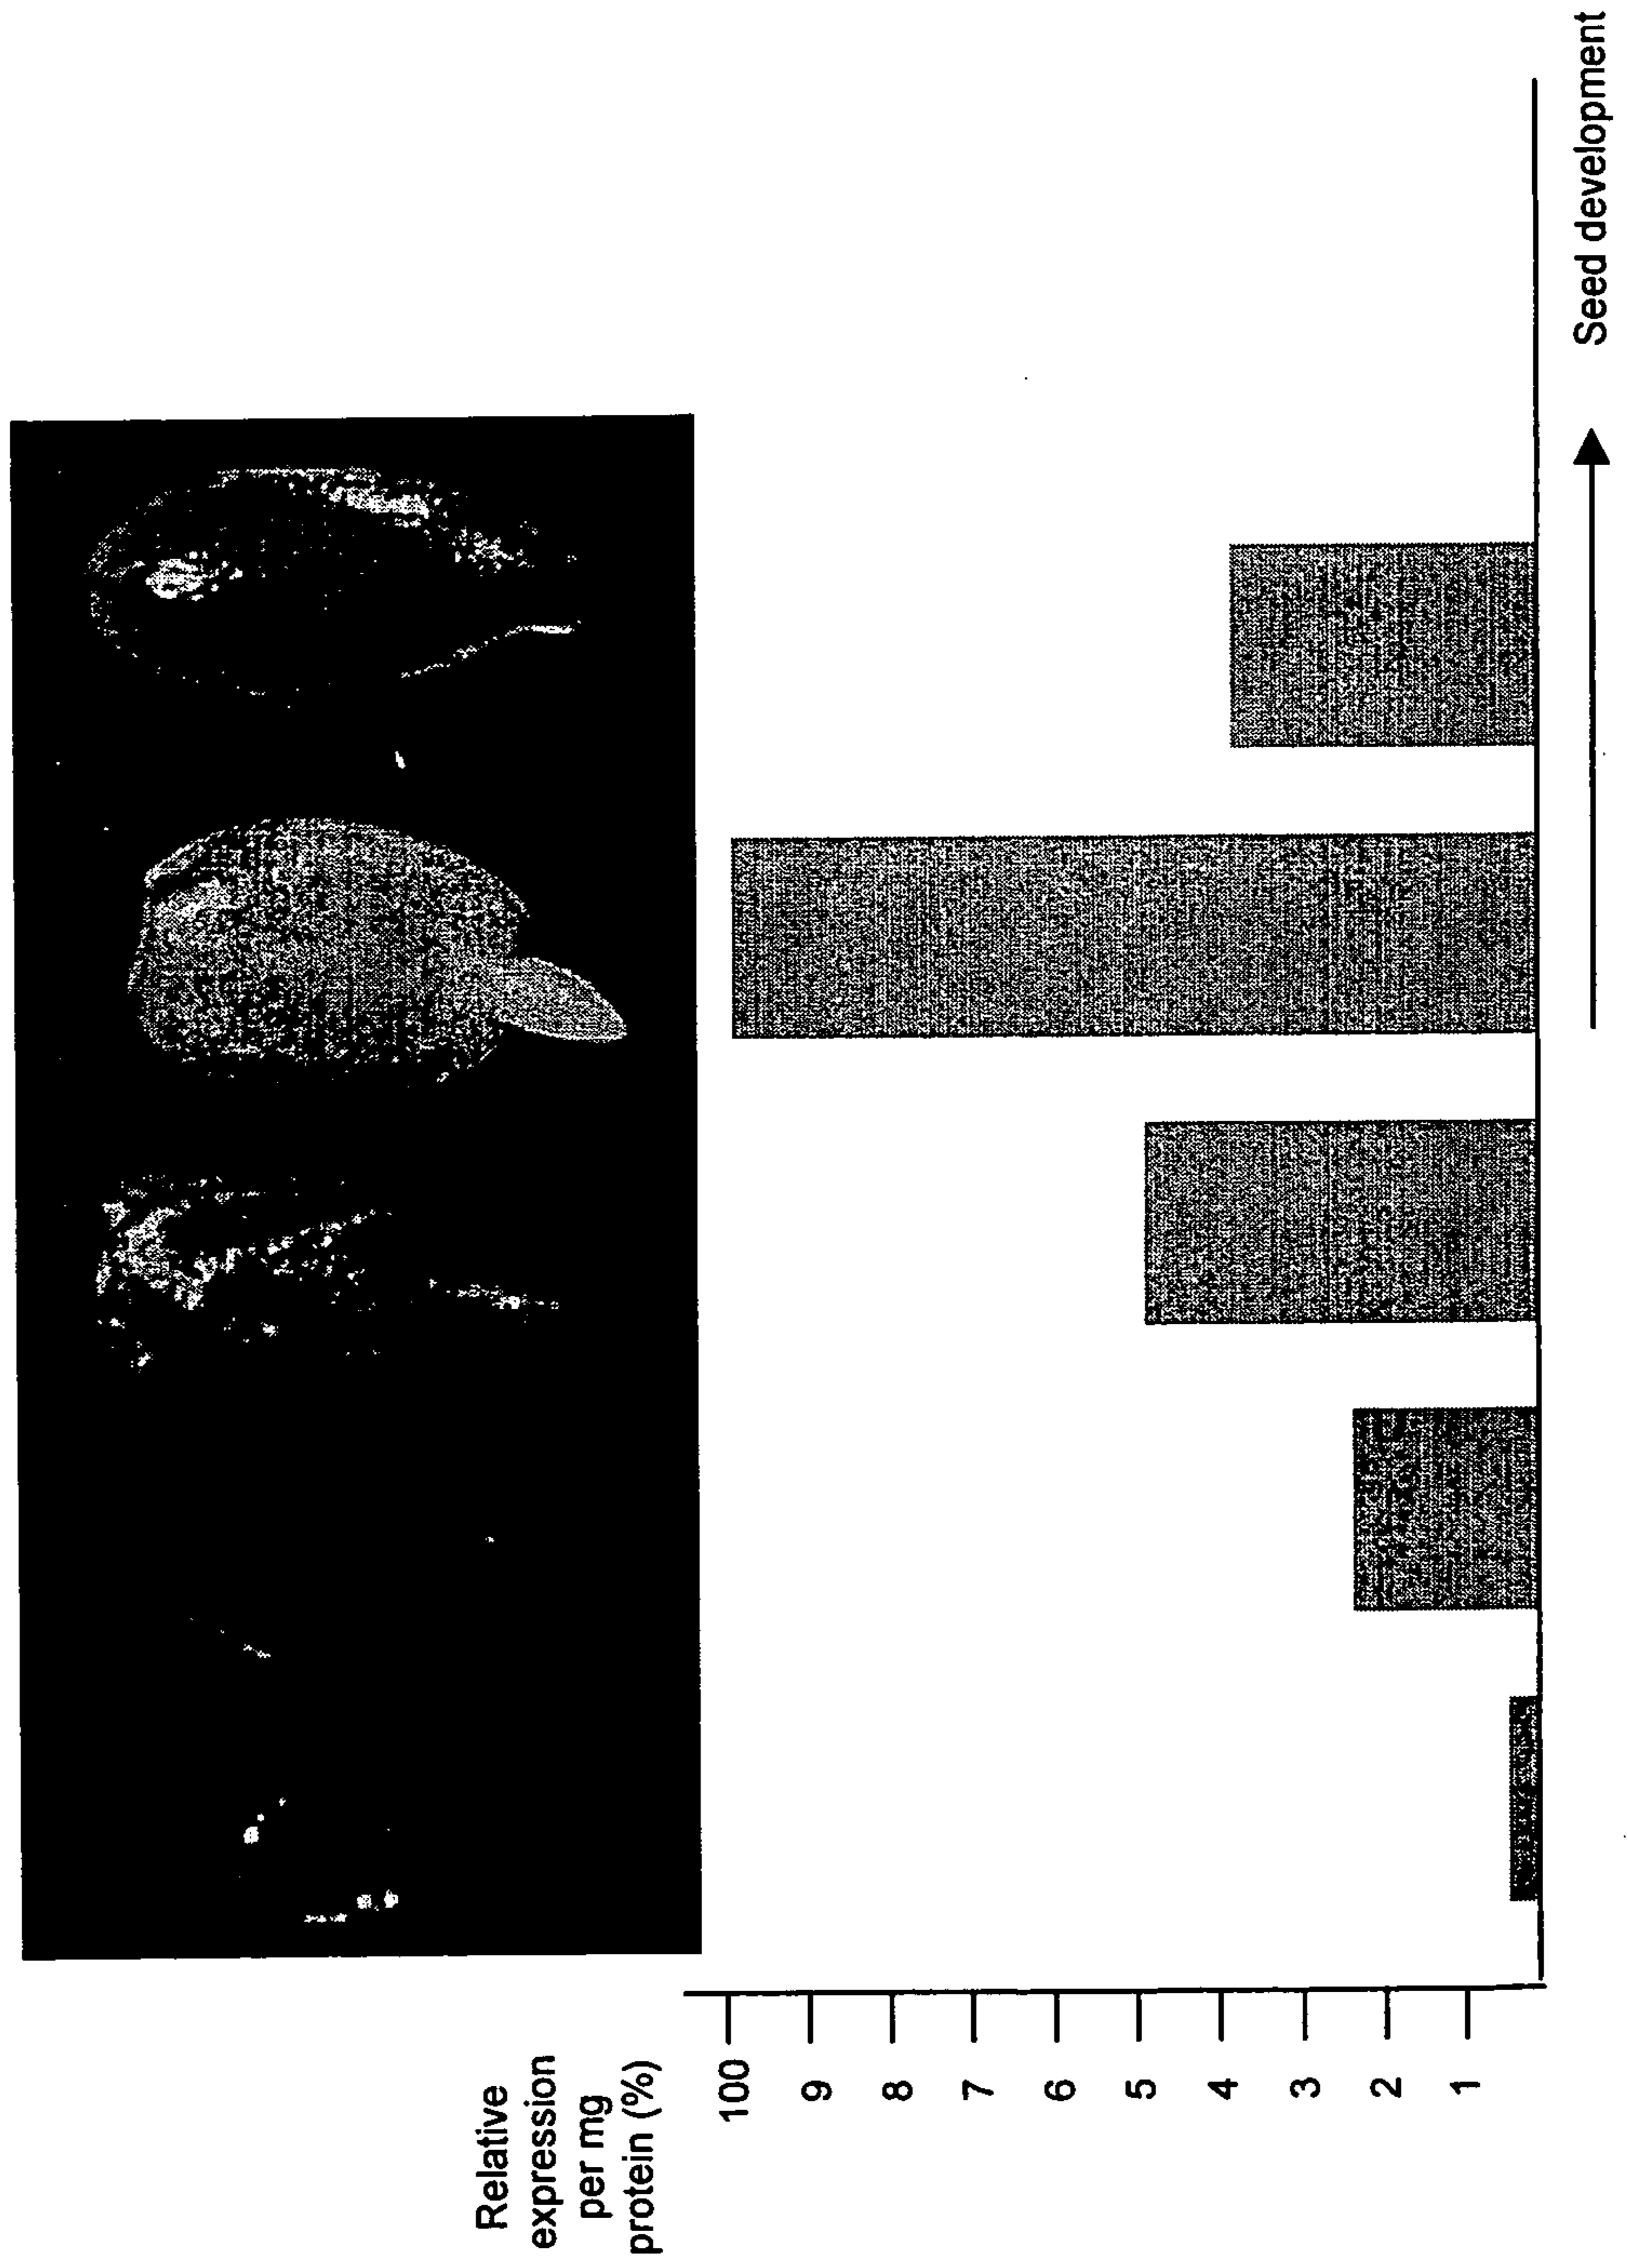 Relative
expression
per mg
protein (%)
100
9
8
7
6
5
4
3
2
1
Seed development